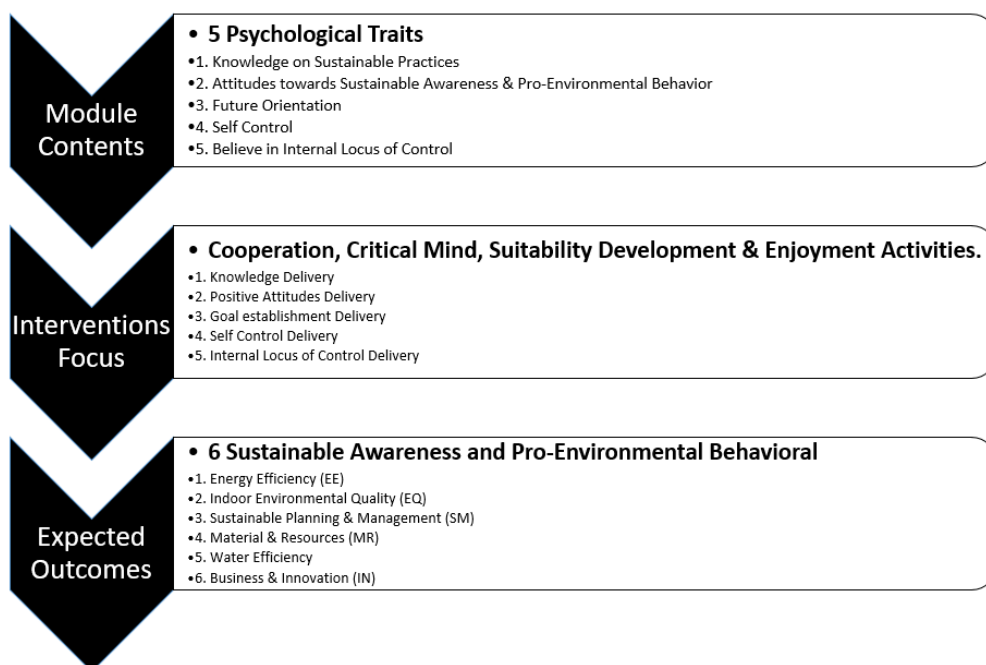 Module
Contents
• 5 Psychological Traits
•1. Knowledge on Sustainable Practices
•2. Attitudes towards Sustainable Awareness & Pro-Environmental Behavior
•3. Future Orientation
•4. Self Control
•5. Believe in Internal Locus of Control
Interventions
Focus
• Cooperation, Critical Mind, Suitability Development & Enjoyment Activities.
•1. Knowledge Delivery
•2. Positive Attitudes Delivery
•3. Goal establishment Delivery
•4. Self Control Delivery
•5. Internal Locus of Control Delivery
Expected
Outcomes
• 6 Sustainable Awareness and Pro-Environmental Behavioral
•1. Energy Efficiency (EE)
•2. Indoor Environmental Quality (EQ)
•3. Sustainable Planning & Management (SM)
•4. Material & Resources (MR)
•5. Water Efficiency
•6. Business & Innovation (IN)